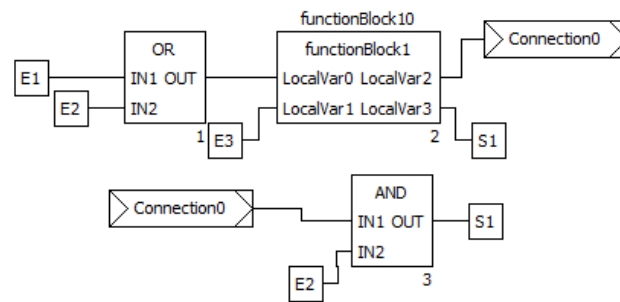 functionBlock10
OR
functionBlock1
Connection0
E1
IN1 OUT
LocalVar0 LocalVar2
E2
IN2
LocalVar1 LocalVar3
1
E3
2
S1
AND
Connection0
IN1 OUT
S1
IN2
E2
3